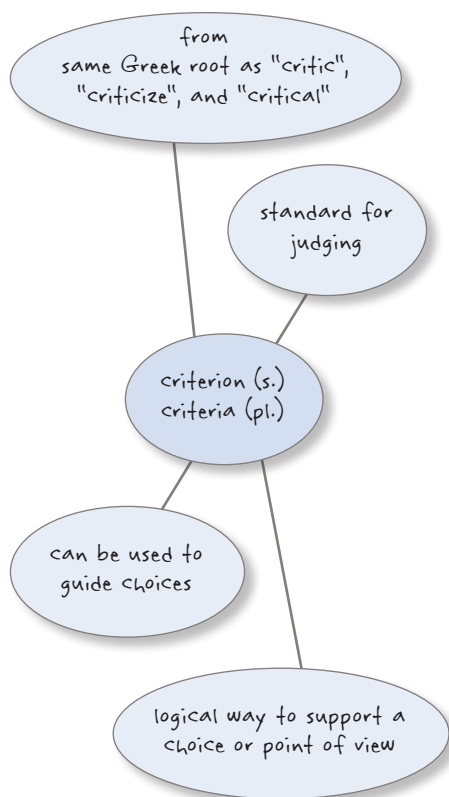 from
same Greek root as "critic",
"criticize", and "critical"
standard for
judging
criterion (s.)
criteria (pl.)
can be used to
guide choices
logical way to support a
choice or point of view